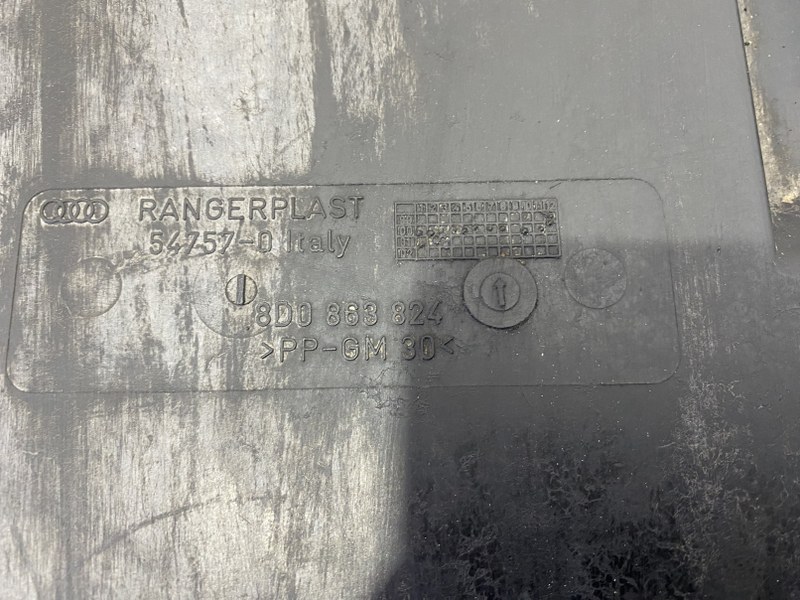 RANGERPLAST
54757-0 Italy
8D0 863 824
>PP-GM 30<